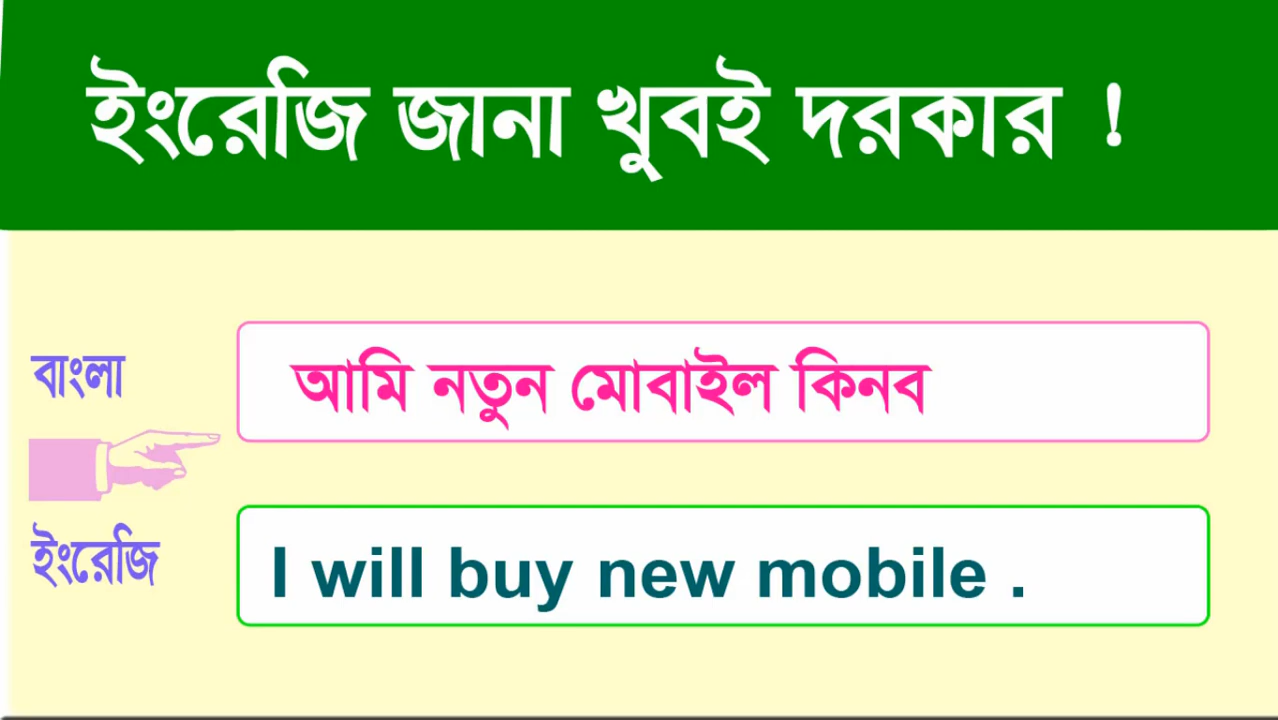 ইংরেজি জানা খুবই দরকার !
বাংলা
আমি নতুন মোবাইল কিনব
ইংরেজি
I will buy new mobile .